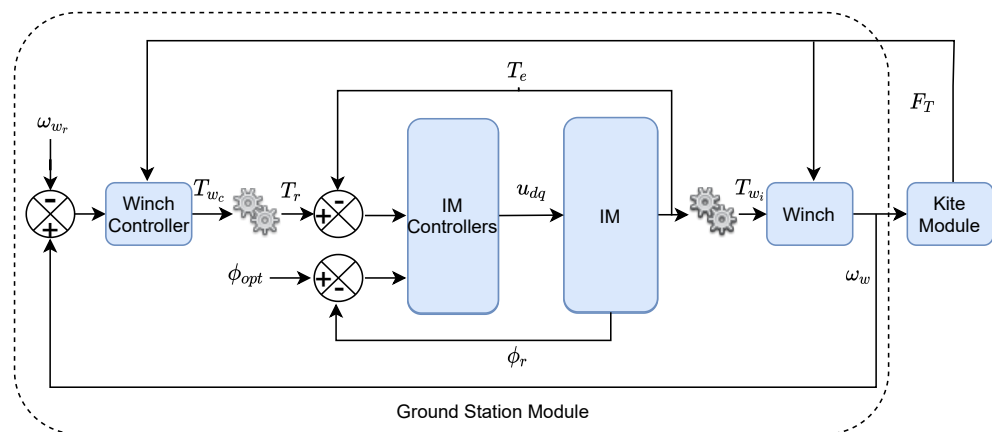 T_e
F_T
ω_{w_r}
-
+
Winch
Controller
T_{w_c}
T_r
-
+
IM
Controllers
u_{dq}
IM
T_{w_i}
Winch
Kite
Module
ϕ_{opt}
+
-
ω_w
ϕ_r
Ground Station Module